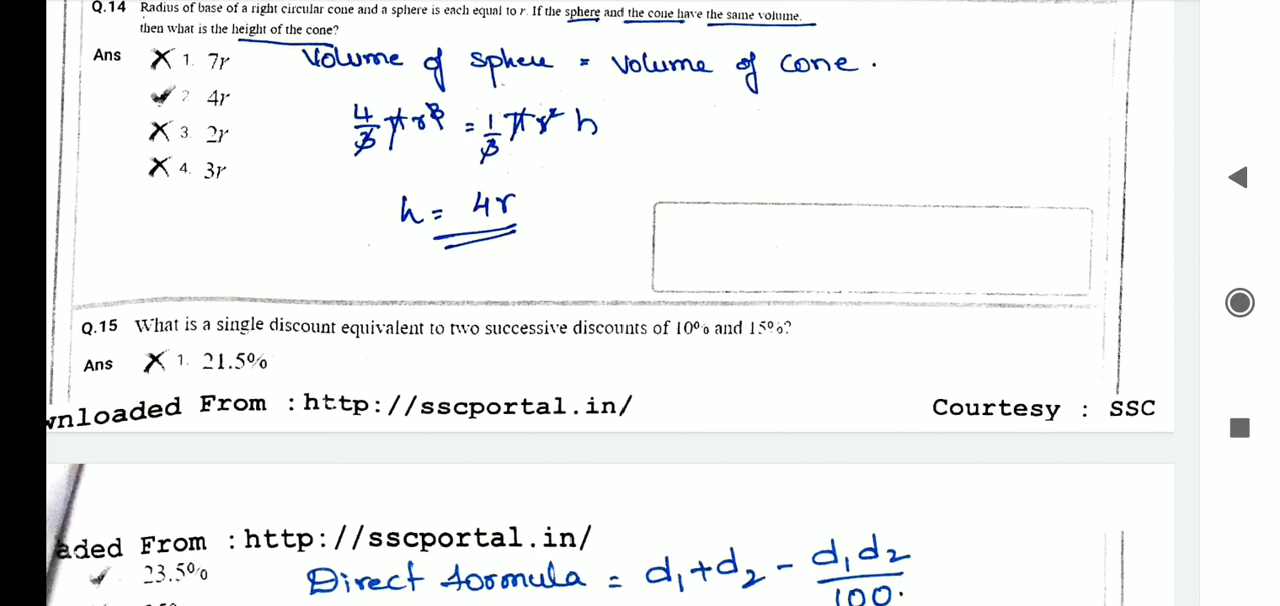 Q.14 Radius of base of a right circular cone and a sphere is each equal to r. If the sphere and the cone have the same volume,
then what is the height of the cone?
Ans 1. 7r
2. 4r
3. 2r
4. 3r
Volume of sphere = Volume of cone.
4/3 πr³ = 1/3 πr² h
h = 4r
Q.15 What is a single discount equivalent to two successive discounts of 10% and 15%?
Ans 1. 21.5%
wnloaded From : http://sscportal.in/
Courtesy : SSC
aded From : http://sscportal.in/
23.5%
Direct formula = d₁+d₂ - d₁d₂/100.